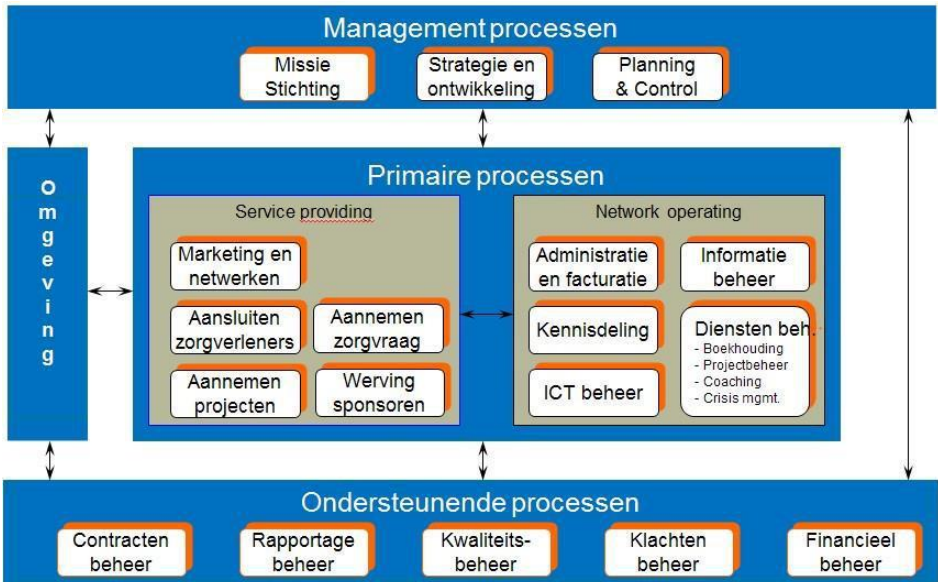 Management processen
Missie
Stichting
Strategie en
ontwikkeling
Planning
& Control
Omgeving
Primaire processen
Service providing
Marketing en
netwerken
Aansluiten
zorgverleners
Aannemen
zorgvraag
Aannemen
projecten
Werving
sponsoren
Network operating
Administratie
en facturatie
Informatie
beheer
Kennisdeling
Diensten beh.
- Boekhouding
- Projectbeheer
- Coaching
- Crisis mgmt.
ICT beheer
Ondersteunende processen
Contracten
beheer
Rapportage
beheer
Kwaliteits-
beheer
Klachten
beheer
Financieel
beheer